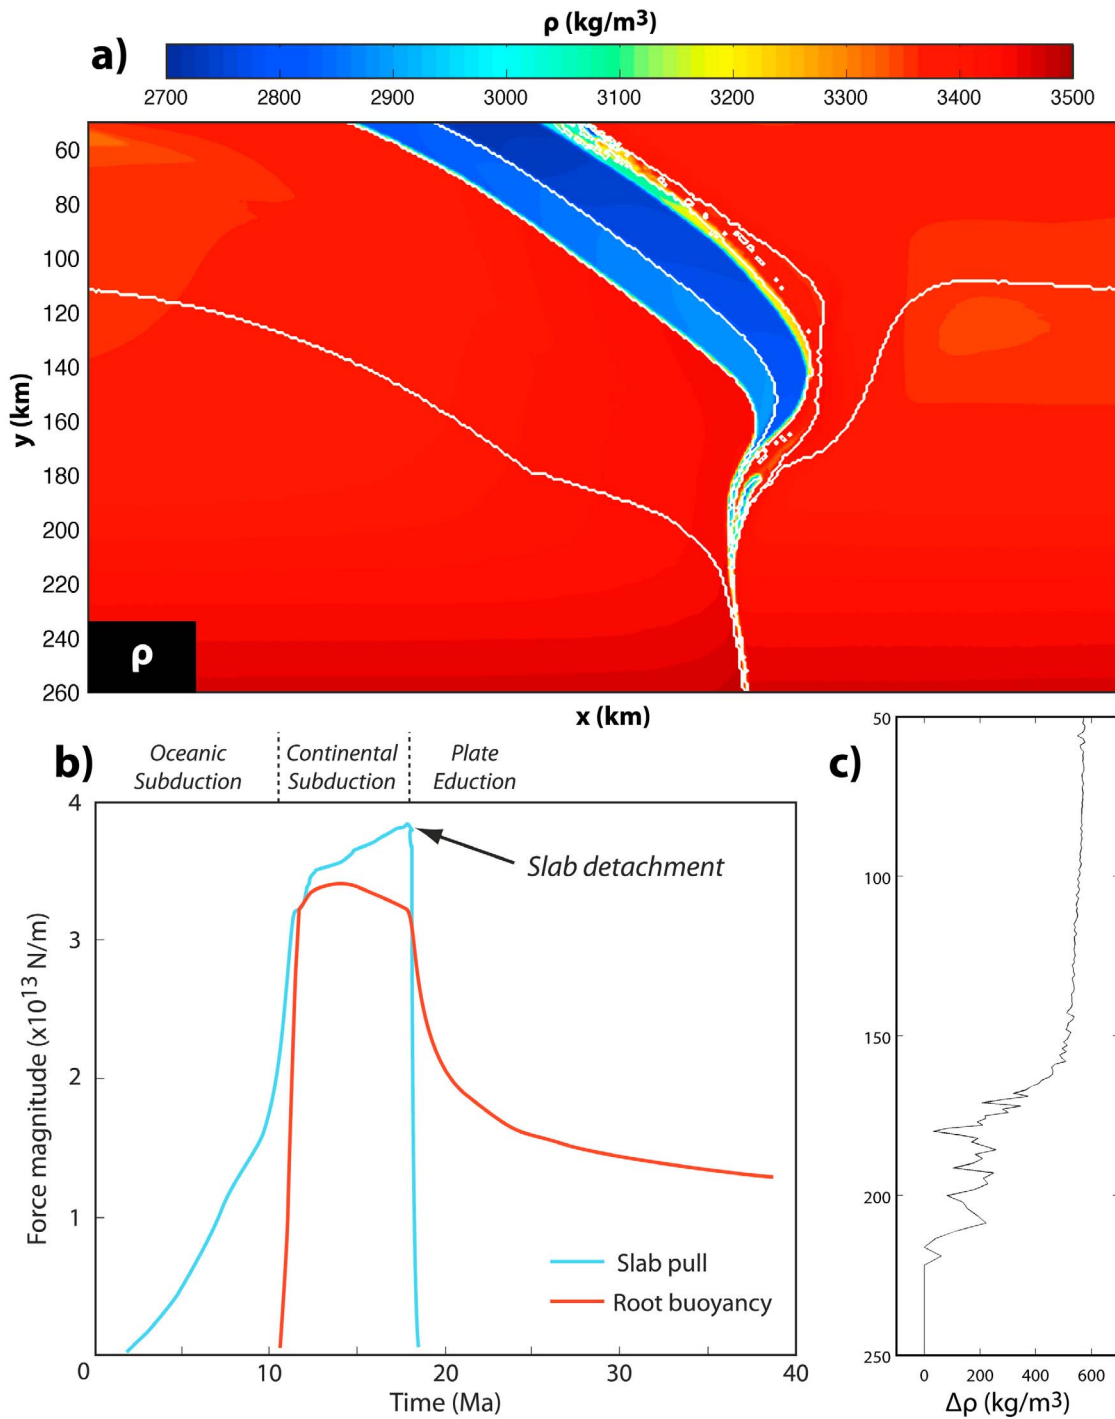 ρ (kg/m³)
a)
2700 2800 2900 3000 3100 3200 3300 3400 3500
60
80
100
120
140
160
180
200
220
240
260
y (km)
ρ
x (km)
b)
Oceanic Subduction
Continental Subduction
Plate Eduction
4
3
2
1
0 10 20 30 40
Force magnitude (x10¹³ N/m)
Slab detachment
Slab pull
Root buoyancy
Time (Ma)
c)
50
100
150
200
250
0 200 400 600
Δρ (kg/m³)